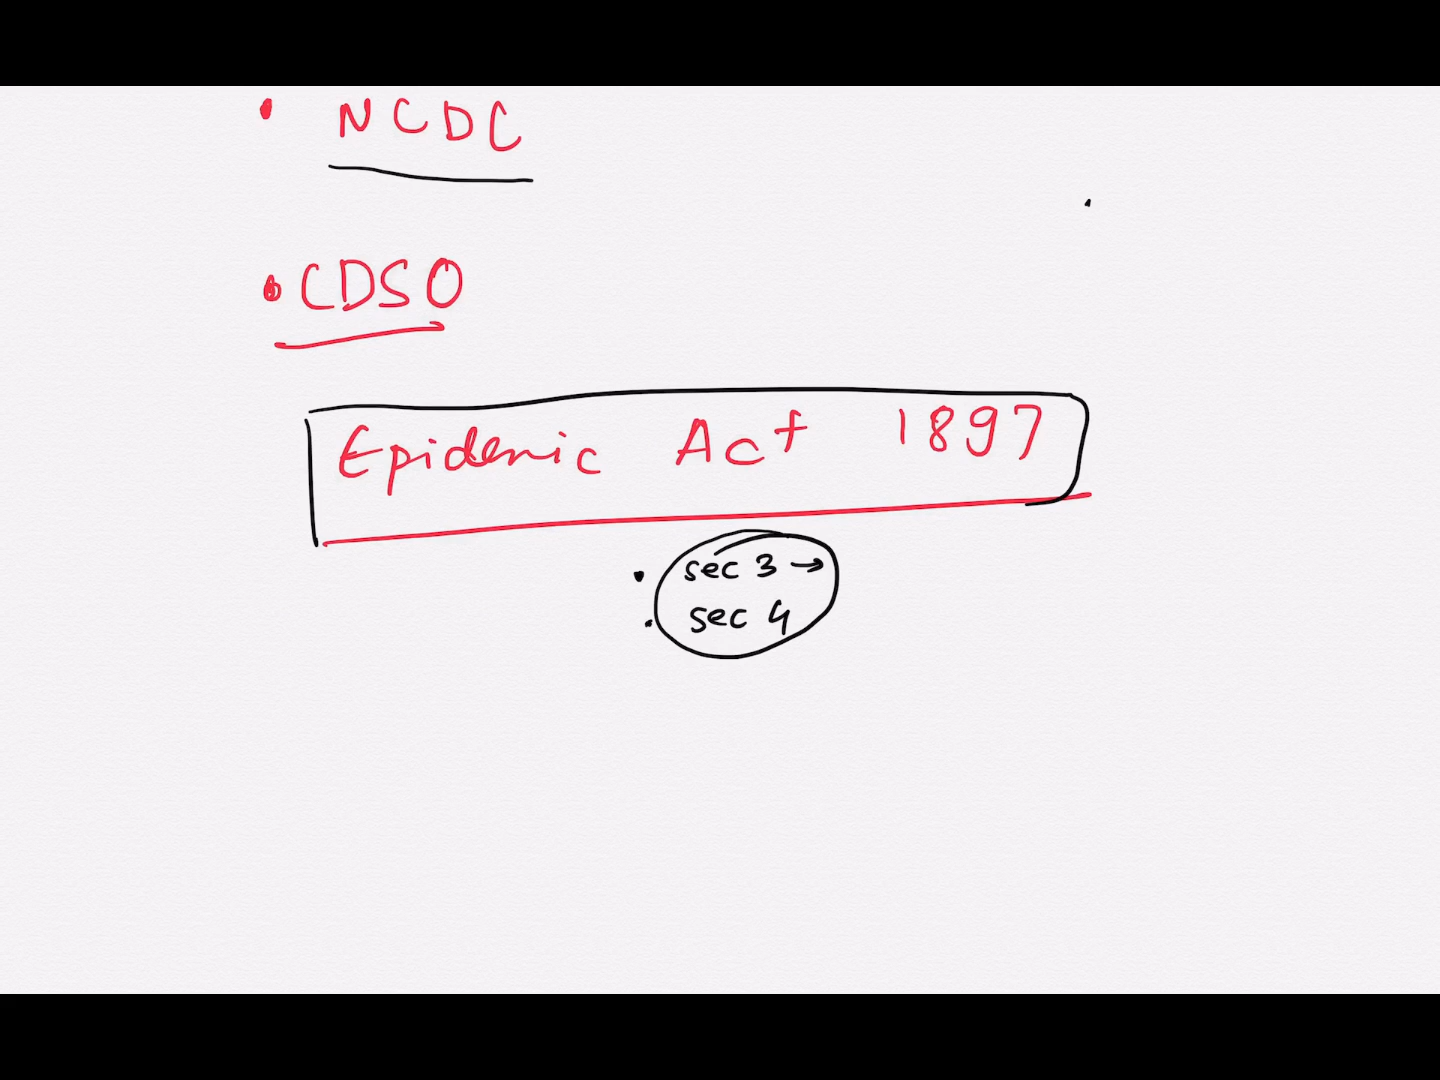 • NCDC
• CDSO
Epidemic Act 1897
• sec 3 →
• sec 4